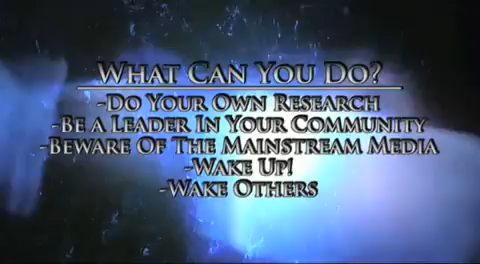 What Can You Do?
-Do Your Own Research
-Be a Leader In Your Community
-Beware Of The Mainstream Media
-Wake Up!
-Wake Others